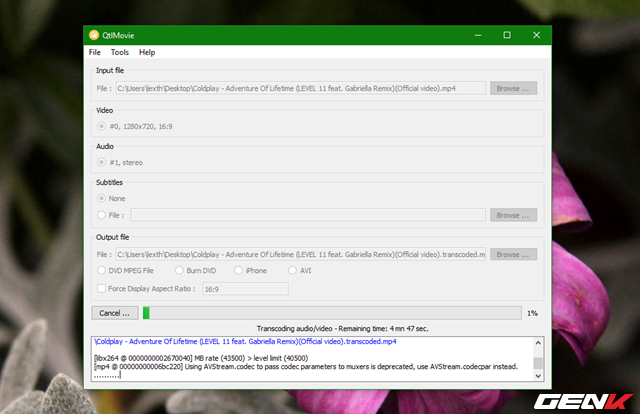 QtlMovie
File Tools Help
Input file
File : C:\Users\lexth\Desktop\Coldplay - Adventure Of Lifetime (LEVEL 11 feat. Gabriella Remix)(Official video).mp4 Browse ...
Video
#0, 1280x720, 16:9
Audio
#1, stereo
Subtitles
None
File : Browse ...
Output file
File : C:\Users\lexth\Desktop\Coldplay - Adventure Of Lifetime (LEVEL 11 feat. Gabriella Remix)(Official video).transcoded.m Browse ...
DVD MPEG File Burn DVD iPhone AVI
Force Display Aspect Ratio : 16:9
Cancel ... 1%
Transcoding audio/video - Remaining time: 4 mn 47 sec.
\Coldplay - Adventure Of Lifetime (LEVEL 11 feat. Gabriella Remix)(Official video).transcoded.mp4
[libx264 @ 0000000002670040] MB rate (43500) > level limit (40500)
[mp4 @ 00000000006bc220] Using AVStream.codec to pass codec parameters to muxers is deprecated, use AVStream.codecpar instead.
..........
GENK